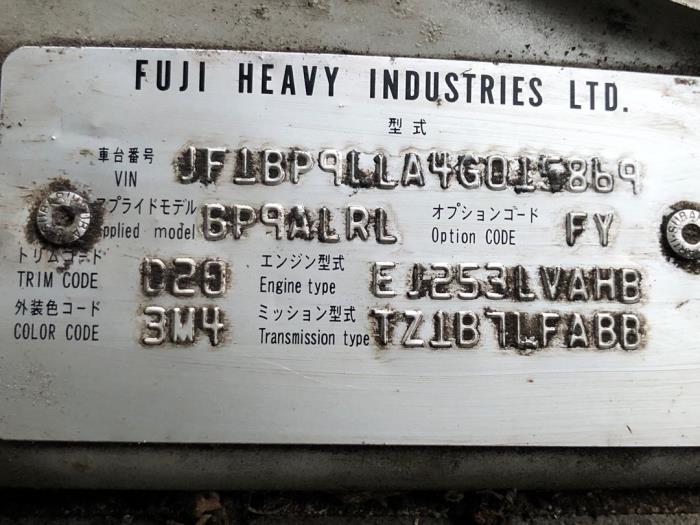 FUJI HEAVY INDUSTRIES LTD.
型式
車台番号
VIN JF1BP9LLA4G015869
アプライドモデル オプションコード
Applied model BP9ALRL Option CODE FY
トリムコード エンジン型式
TRIM CODE D20 Engine type EJ253LVAHB
外装色コード ミッション型式
COLOR CODE 3M4 Transmission type TZ1B7LFABB